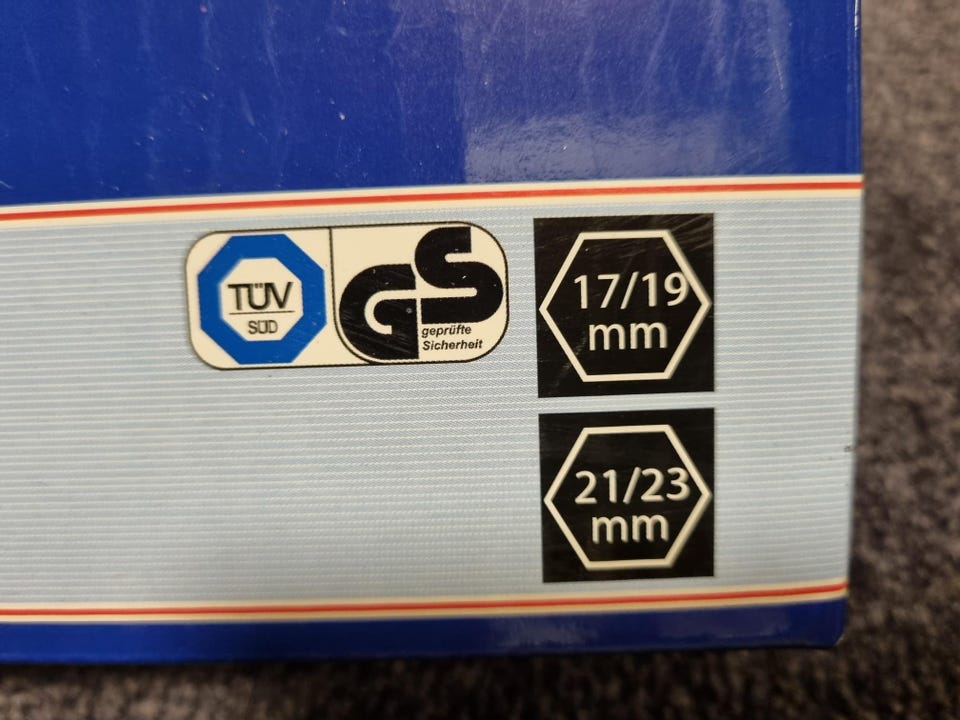 TÜV
SÜD
GS
geprüfte
Sicherheit
17/19
mm
21/23
mm